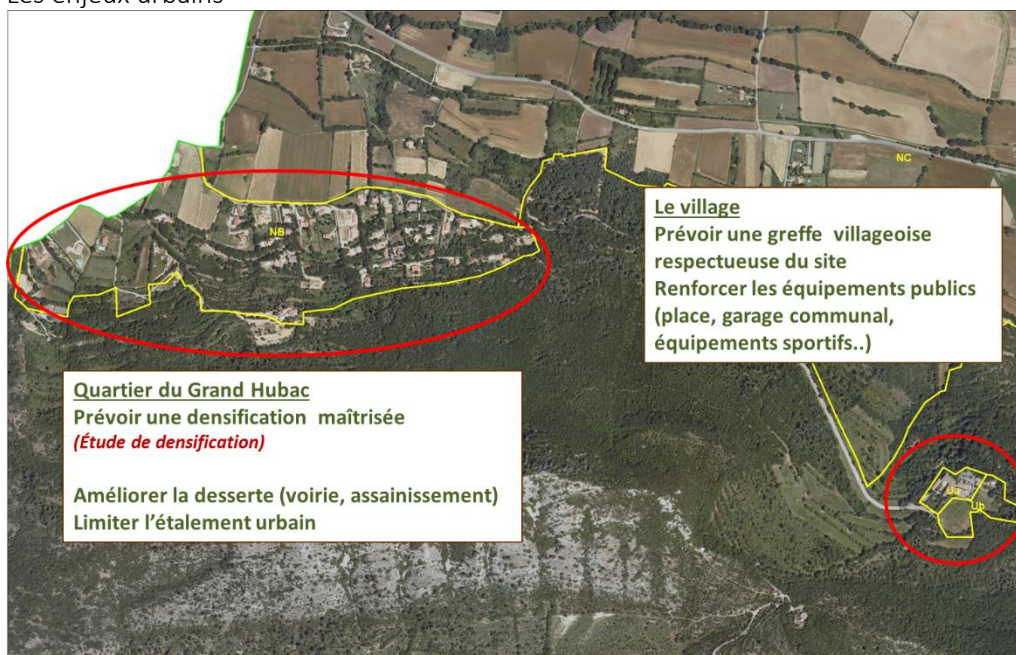 Les enjeux urbains
NC
NB
Le village
Prévoir une greffe villageoise
respectueuse du site
Renforcer les équipements publics
(place, garage communal,
équipements sportifs..)
Quartier du Grand Hubac
Prévoir une densification maîtrisée
(Étude de densification)
Améliorer la desserte (voirie, assainissement)
Limiter l’étalement urbain
Ua
Ub